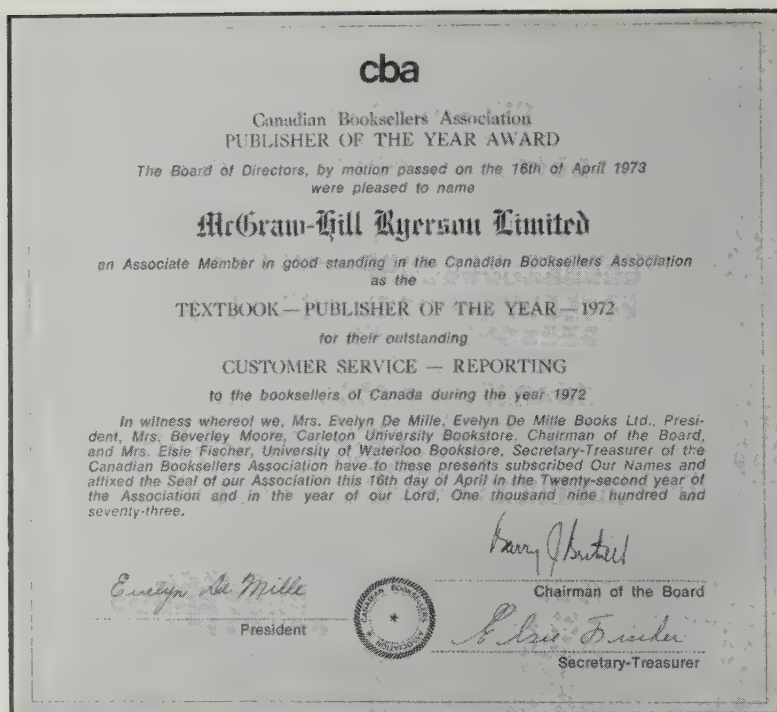 cba
Canadian Booksellers Association
PUBLISHER OF THE YEAR AWARD
The Board of Directors, by motion passed on the 16th of April 1973
were pleased to name
McGraw-Hill Ryerson Limited
an Associate Member in good standing in the Canadian Booksellers Association
as the
TEXTBOOK — PUBLISHER OF THE YEAR — 1972
for their outstanding
CUSTOMER SERVICE — REPORTING
to the booksellers of Canada during the year 1972
In witness whereof we, Mrs. Evelyn De Mille, Evelyn De Mille Books Ltd., Presi-
dent, Mrs. Beverley Moore, Carleton University Bookstore, Chairman of the Board,
and Mrs. Elsie Fischer, University of Waterloo Bookstore, Secretary-Treasurer of the
Canadian Booksellers Association have to these presents subscribed Our Names and
affixed the Seal of our Association this 16th day of April in the Twenty-second year of
the Association and in the year of our Lord, One thousand nine hundred and
seventy-three.
Evelyn De Mille
President
CANADIAN BOOKSELLERS ASSOCIATION
Chairman of the Board
Elsie Fischer
Secretary-Treasurer